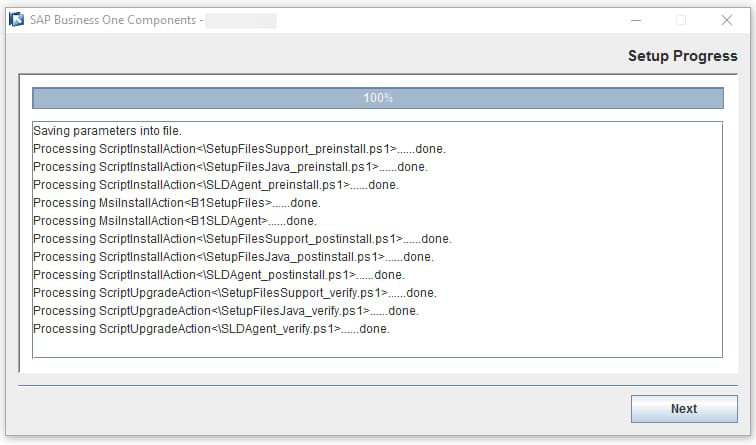 SAP Business One Components -
Setup Progress
100%
Saving parameters into file.
Processing ScriptInstallAction<\SetupFilesSupport_preinstall.ps1>......done.
Processing ScriptInstallAction<\SetupFilesJava_preinstall.ps1>......done.
Processing ScriptInstallAction<\SLDAgent_preinstall.ps1>......done.
Processing MsiInstallAction<B1SetupFiles>......done.
Processing MsiInstallAction<B1SLDAgent>......done.
Processing ScriptInstallAction<\SetupFilesSupport_postinstall.ps1>......done.
Processing ScriptInstallAction<\SetupFilesJava_postinstall.ps1>......done.
Processing ScriptInstallAction<\SLDAgent_postinstall.ps1>......done.
Processing ScriptUpgradeAction<\SetupFilesSupport_verify.ps1>......done.
Processing ScriptUpgradeAction<\SetupFilesJava_verify.ps1>......done.
Processing ScriptUpgradeAction<\SLDAgent_verify.ps1>......done.
Next